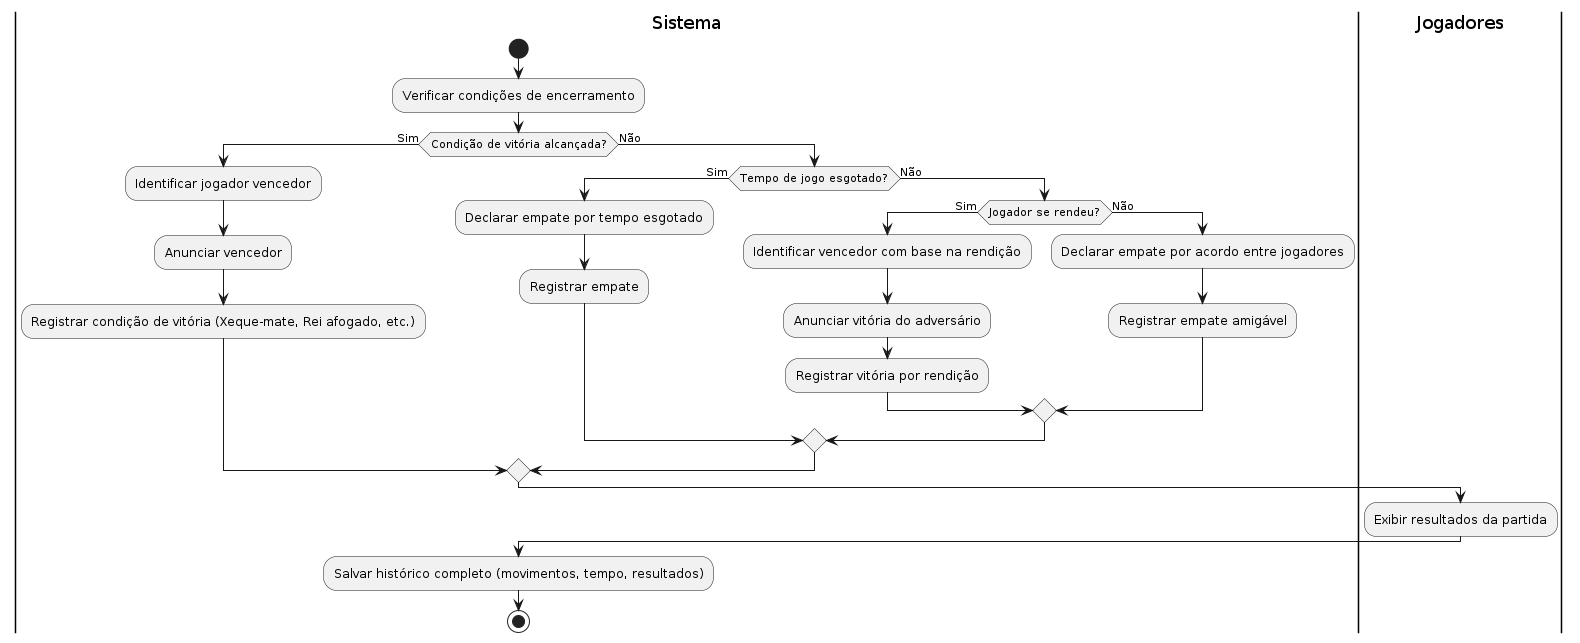 Sistema
Jogadores
Verificar condições de encerramento
Sim
Condição de vitória alcançada?
Não
Identificar jogador vencedor
Anunciar vencedor
Registrar condição de vitória (Xeque-mate, Rei afogado, etc.)
Sim
Tempo de jogo esgotado?
Não
Declarar empate por tempo esgotado
Registrar empate
Sim
Jogador se rendeu?
Não
Identificar vencedor com base na rendição
Anunciar vitória do adversário
Registrar vitória por rendição
Declarar empate por acordo entre jogadores
Registrar empate amigável
Exibir resultados da partida
Salvar histórico completo (movimentos, tempo, resultados)